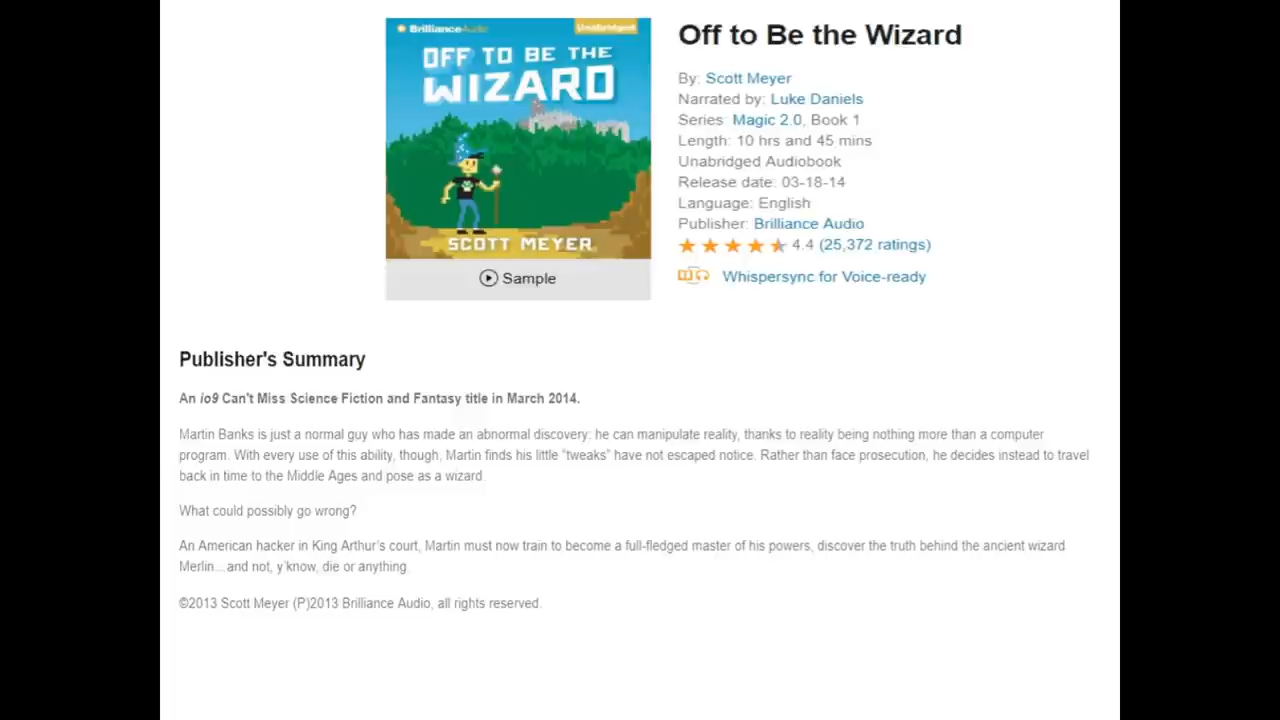 BrillianceAudio
Unabridged
OFF TO BE THE
WIZARD
SCOTT MEYER
Sample
Off to Be the Wizard
By: Scott Meyer
Narrated by: Luke Daniels
Series: Magic 2.0, Book 1
Length: 10 hrs and 45 mins
Unabridged Audiobook
Release date: 03-18-14
Language: English
Publisher: Brilliance Audio
4.4 (25,372 ratings)
Whispersync for Voice-ready
Publisher's Summary
An io9 Can't Miss Science Fiction and Fantasy title in March 2014.
Martin Banks is just a normal guy who has made an abnormal discovery: he can manipulate reality, thanks to reality being nothing more than a computer
program. With every use of this ability, though, Martin finds his little “tweaks” have not escaped notice. Rather than face prosecution, he decides instead to travel
back in time to the Middle Ages and pose as a wizard.
What could possibly go wrong?
An American hacker in King Arthur’s court, Martin must now train to become a full-fledged master of his powers, discover the truth behind the ancient wizard
Merlin…and not, y’know, die or anything.
©2013 Scott Meyer (P)2013 Brilliance Audio, all rights reserved.